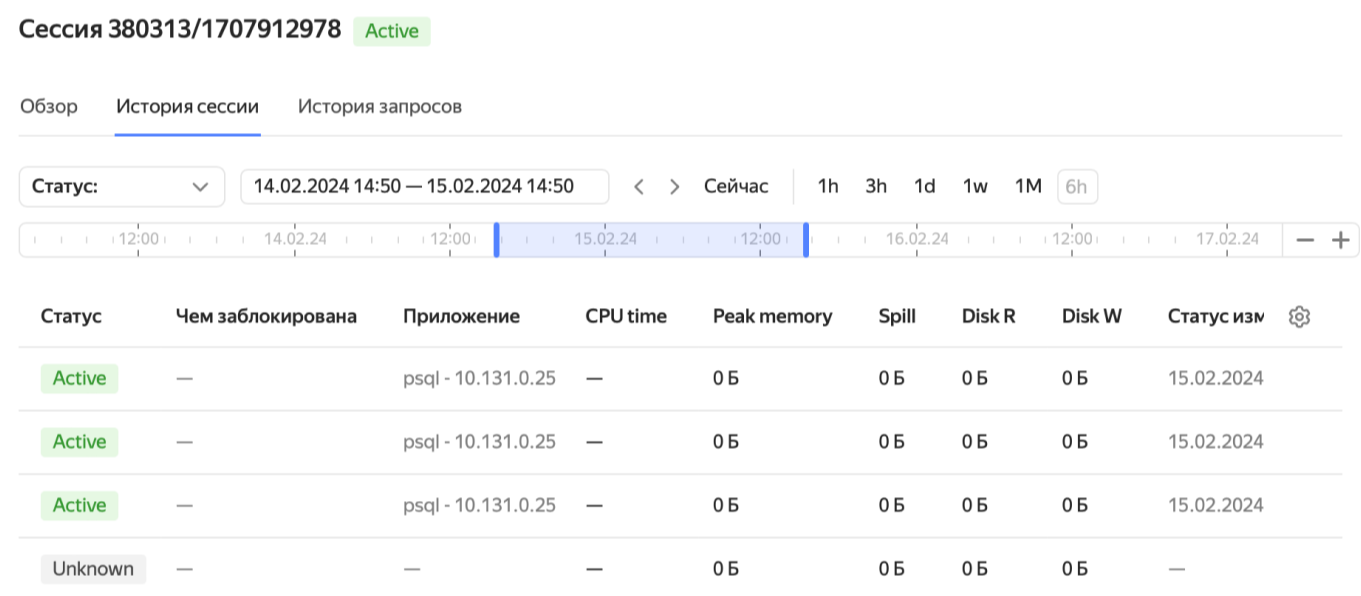 Сессия 380313/1707912978 Active
Обзор История сессии История запросов
Статус: 14.02.2024 14:50 — 15.02.2024 14:50 Сейчас 1h 3h 1d 1w 1M 6h
12:00 14.02.24 12:00 15.02.24 12:00 16.02.24 12:00 17.02.24
Статус Чем заблокирована Приложение CPU time Peak memory Spill Disk R Disk W Статус изм
Active — psql - 10.131.0.25 — 0 Б 0 Б 0 Б 0 Б 15.02.2024
Active — psql - 10.131.0.25 — 0 Б 0 Б 0 Б 0 Б 15.02.2024
Active — psql - 10.131.0.25 — 0 Б 0 Б 0 Б 0 Б 15.02.2024
Unknown — — — 0 Б 0 Б 0 Б 0 Б —